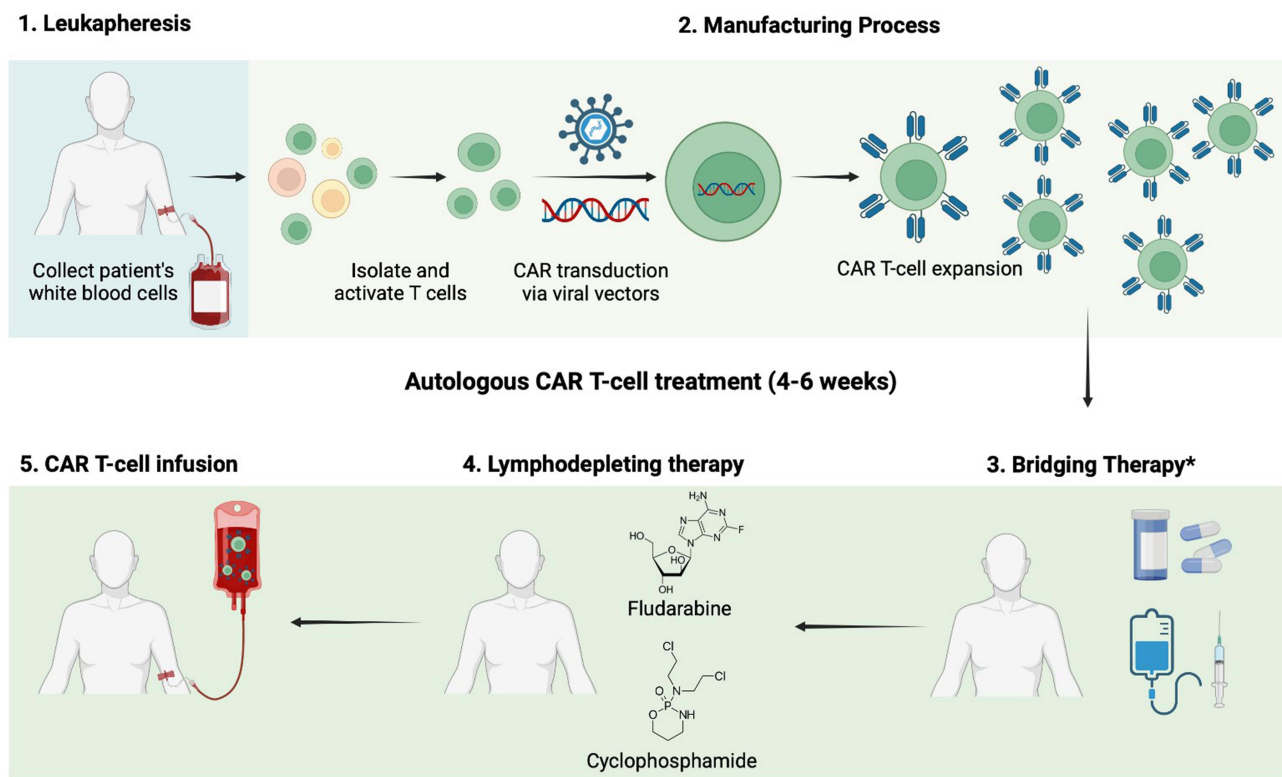 1. Leukapheresis
2. Manufacturing Process
Collect patient's
white blood cells
Isolate and
activate T cells
CAR transduction
via viral vectors
CAR T-cell expansion
Autologous CAR T-cell treatment (4-6 weeks)
5. CAR T-cell infusion
4. Lymphodepleting therapy
3. Bridging Therapy*
H₂N
N
N
F
N
N
HO
O
HO
OH
Fludarabine
Cl
Cl
O
N
P
O
NH
Cyclophosphamide